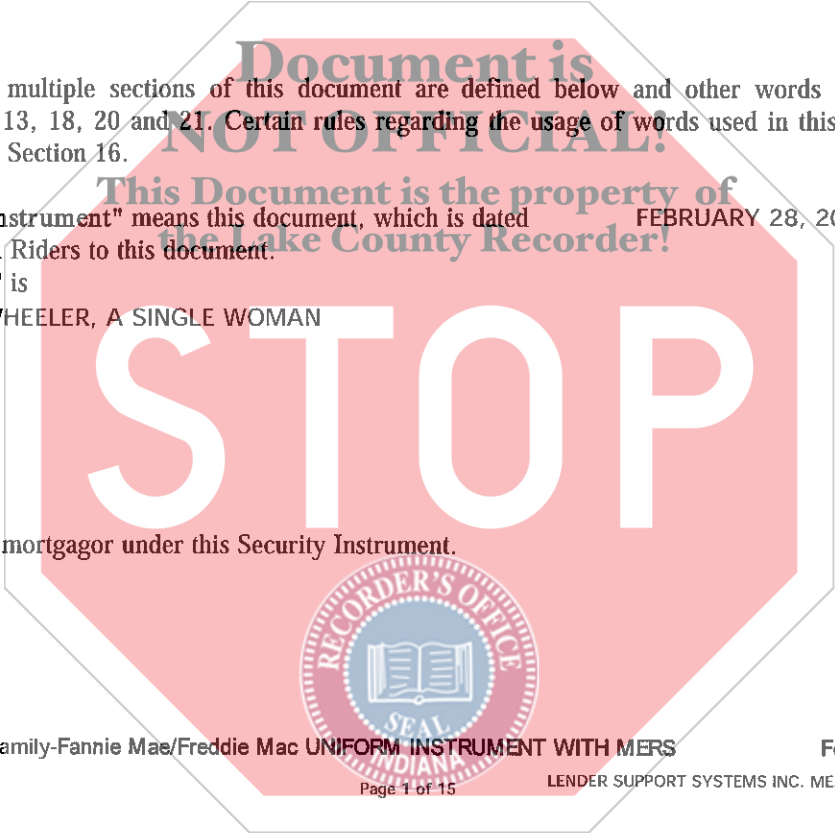 Document is
multiple sections of this document are defined below and other words
13, 18, 20 and 21. Certain rules regarding the usage of words used in this
NOT OFFICIAL!
Section 16.
This Document is the property of
nstrument" means this document, which is dated FEBRUARY 28, 20
the Lake County Recorder!
Riders to this document.
" is
HEELER, A SINGLE WOMAN
STOP
mortgagor under this Security Instrument.
RECORDER'S OFFICE
SEAL
INDIANA
amily-Fannie Mae/Freddie Mac UNIFORM INSTRUMENT WITH MERS
Page 1 of 15
LENDER SUPPORT SYSTEMS INC.